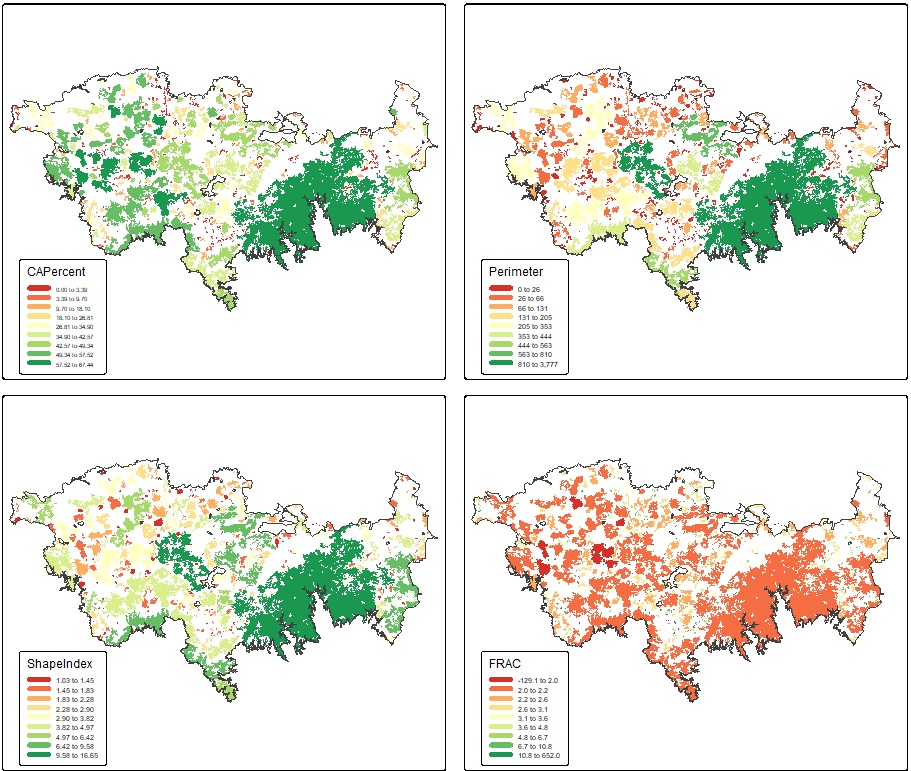 CAPercent
0.00 to 3.39
3.39 to 9.70
9.70 to 18.10
18.10 to 26.81
26.81 to 34.90
34.90 to 42.57
42.57 to 49.34
49.34 to 57.52
57.52 to 67.44
Perimeter
0 to 26
26 to 66
66 to 131
131 to 205
205 to 353
353 to 444
444 to 563
563 to 810
810 to 3,777
ShapeIndex
1.03 to 1.45
1.45 to 1.83
1.83 to 2.28
2.28 to 2.90
2.90 to 3.82
3.82 to 4.97
4.97 to 6.42
6.42 to 9.58
9.58 to 16.65
FRAC
-129.1 to 2.0
2.0 to 2.2
2.2 to 2.6
2.6 to 3.1
3.1 to 3.6
3.6 to 4.8
4.8 to 6.7
6.7 to 10.8
10.8 to 652.0